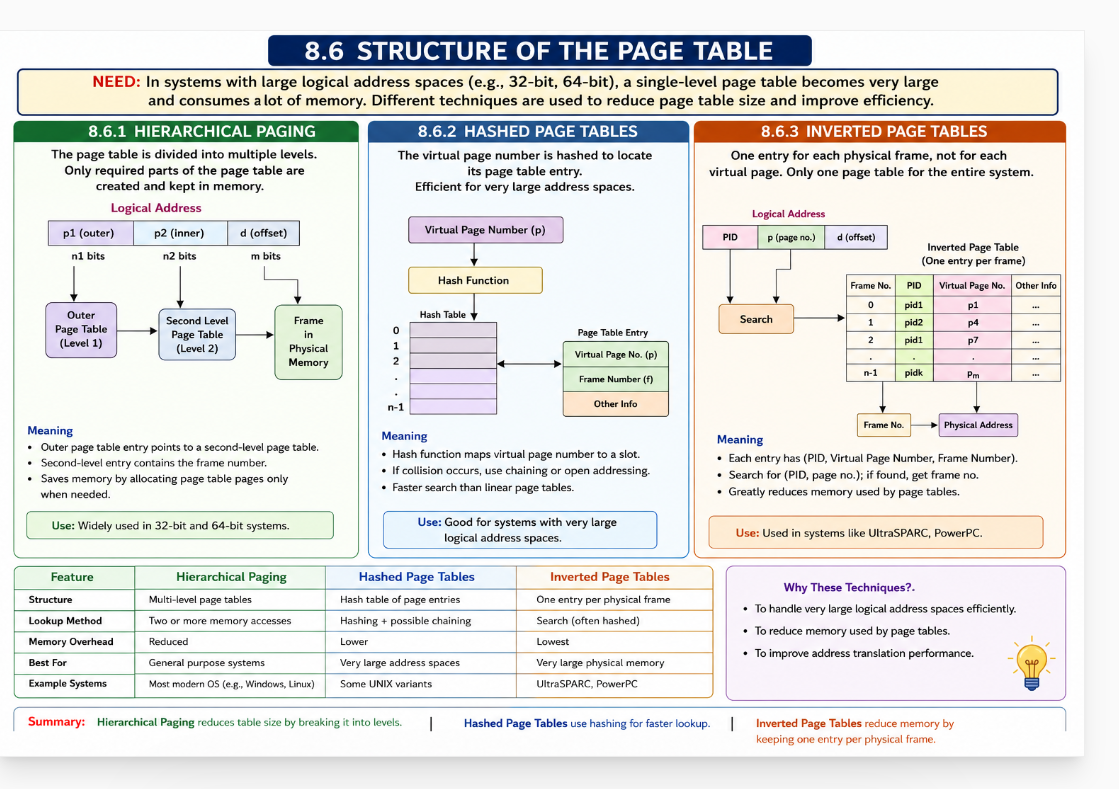 8.6 STRUCTURE OF THE PAGE TABLE
NEED: In systems with large logical address spaces (e.g., 32-bit, 64-bit), a single-level page table becomes very large
and consumes a lot of memory. Different techniques are used to reduce page table size and improve efficiency.
8.6.1 HIERARCHICAL PAGING
The page table is divided into multiple levels.
Only required parts of the page table are
created and kept in memory.
Logical Address
p1 (outer) p2 (inner) d (offset)
n1 bits n2 bits m bits
Outer
Page Table
(Level 1)
Second Level
Page Table
(Level 2)
Frame
in
Physical
Memory
Meaning
• Outer page table entry points to a second-level page table.
• Second-level entry contains the frame number.
• Saves memory by allocating page table pages only
when needed.
Use: Widely used in 32-bit and 64-bit systems.
8.6.2 HASHED PAGE TABLES
The virtual page number is hashed to locate
its page table entry.
Efficient for very large address spaces.
Virtual Page Number (p)
Hash Function
Hash Table
0
1
2
.
.
n-1
Page Table Entry
Virtual Page No. (p)
Frame Number (f)
Other Info
Meaning
• Hash function maps virtual page number to a slot.
• If collision occurs, use chaining or open addressing.
• Faster search than linear page tables.
Use: Good for systems with very large
logical address spaces.
8.6.3 INVERTED PAGE TABLES
One entry for each physical frame, not for each
virtual page. Only one page table for the entire system.
Logical Address
PID p (page no.) d (offset)
Search
Inverted Page Table
(One entry per frame)
Frame No. PID Virtual Page No. Other Info
0 pid1 p1 ...
1 pid2 p4 ...
2 pid1 p7 ...
. . . ...
n-1 pidk pm ...
Frame No. Physical Address
Meaning
• Each entry has (PID, Virtual Page Number, Frame Number).
• Search for (PID, page no.); if found, get frame no.
• Greatly reduces memory used by page tables.
Use: Used in systems like UltraSPARC, PowerPC.
Feature Hierarchical Paging Hashed Page Tables Inverted Page Tables
Structure Multi-level page tables Hash table of page entries One entry per physical frame
Lookup Method Two or more memory accesses Hashing + possible chaining Search (often hashed)
Memory Overhead Reduced Lower Lowest
Best For General purpose systems Very large address spaces Very large physical memory
Example Systems Most modern OS (e.g., Windows, Linux) Some UNIX variants UltraSPARC, PowerPC
Why These Techniques?.
• To handle very large logical address spaces efficiently.
• To reduce memory used by page tables.
• To improve address translation performance.
Summary: Hierarchical Paging reduces table size by breaking it into levels. | Hashed Page Tables use hashing for faster lookup. | Inverted Page Tables reduce memory by
keeping one entry per physical frame.